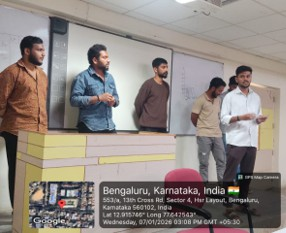 GPS Map Camera
Bengaluru, Karnataka, India 🇮🇳
553/a, 13th Cross Rd, Sector 4, Hsr Layout, Bengaluru,
Karnataka 560102, India
Lat 12.915746° Long 77.647543°
Wednesday, 07/01/2026 03:08 PM GMT +05:30
Google